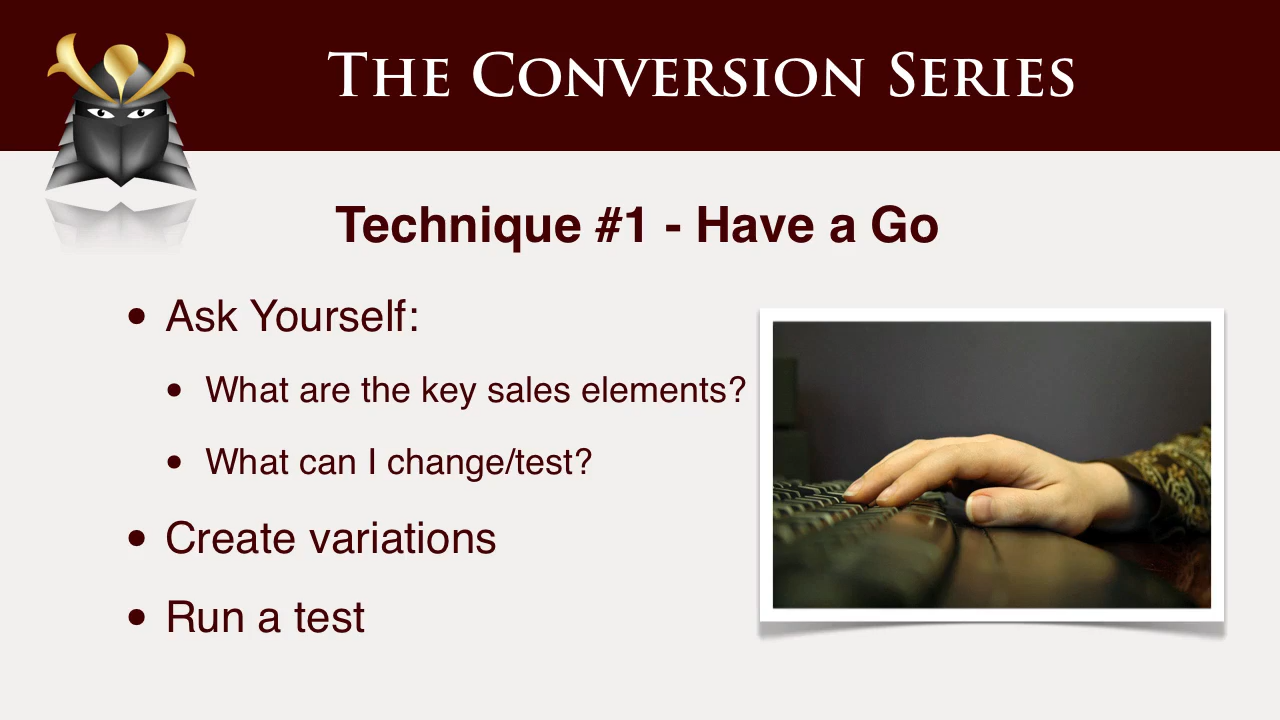 The Conversion Series
Technique #1 - Have a Go
• Ask Yourself:
• What are the key sales elements?
• What can I change/test?
• Create variations
• Run a test